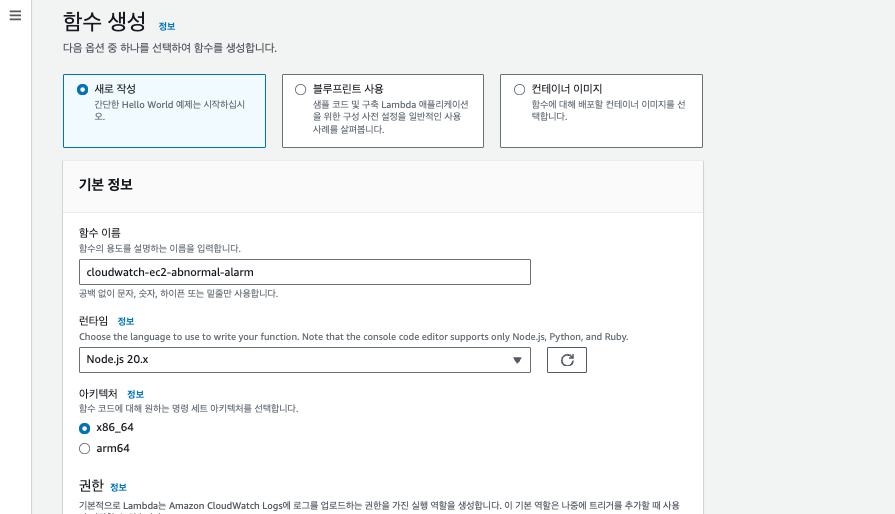 함수 생성 정보
다음 옵션 중 하나를 선택하여 함수를 생성합니다.
새로 작성
간단한 Hello World 예제는 시작하십시
오.
블루프린트 사용
샘플 코드 및 구축 Lambda 애플리케이션
을 위한 구성 사전 설정을 일반적인 사용
사례를 살펴봅니다.
컨테이너 이미지
함수에 대해 배포할 컨테이너 이미지를 선
택합니다.
기본 정보
함수 이름
함수의 용도를 설명하는 이름을 입력합니다.
cloudwatch-ec2-abnormal-alarm
공백 없이 문자, 숫자, 하이픈 또는 밑줄만 사용합니다.
런타임 정보
Choose the language to use to write your function. Note that the console code editor supports only Node.js, Python, and Ruby.
Node.js 20.x
아키텍처 정보
함수 코드에 대해 원하는 명령 세트 아키텍처를 선택합니다.
x86_64
arm64
권한 정보
기본적으로 Lambda는 Amazon CloudWatch Logs에 로그를 업로드하는 권한을 가진 실행 역할을 생성합니다. 이 기본 역할은 나중에 트리거를 추가할 때 사용